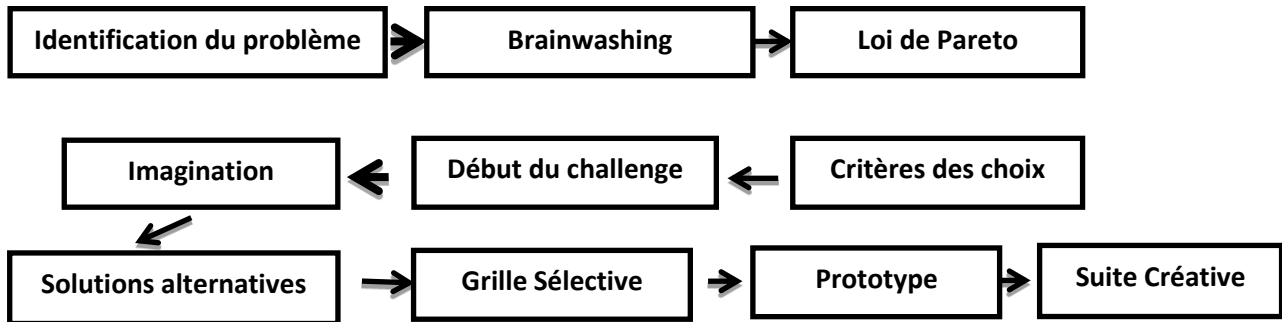 Identification du problème
Brainwashing
Loi de Pareto
Imagination
Début du challenge
Critères des choix
Solutions alternatives
Grille Sélective
Prototype
Suite Créative